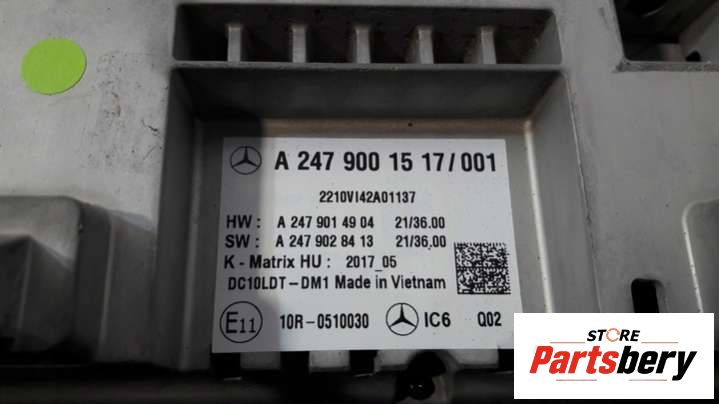 A 247 900 15 17/001
2210VI42A01137
HW : A 247 901 49 04 21/36.00
SW : A 247 902 84 13 21/36,00
K - Matrix HU : 2017_05
DC10LDT-DM1 Made in Vietnam
E11 10R-0510030 IC6 Q02
STORE
Partsbery